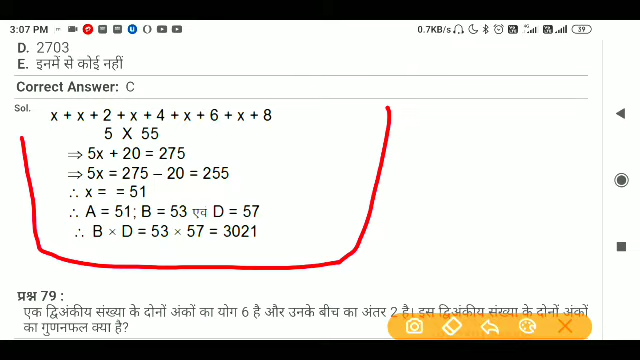 3:07 PM
0.7KB/s 39
D. 2703
E. इनमें से कोई नहीं
Correct Answer: C
Sol.
x + x + 2 + x + 4 + x + 6 + x + 8
5 X 55
⇒ 5x + 20 = 275
⇒ 5x = 275 – 20 = 255
∴ x = = 51
∴ A = 51; B = 53 एवं D = 57
∴ B × D = 53 × 57 = 3021
प्रश्न 79 :
एक द्विअंकीय संख्या के दोनों अंकों का योग 6 है और उनके बीच का अंतर 2 है। इस द्विअंकीय संख्या के दोनों अंकों
का गुणनफल क्या है?